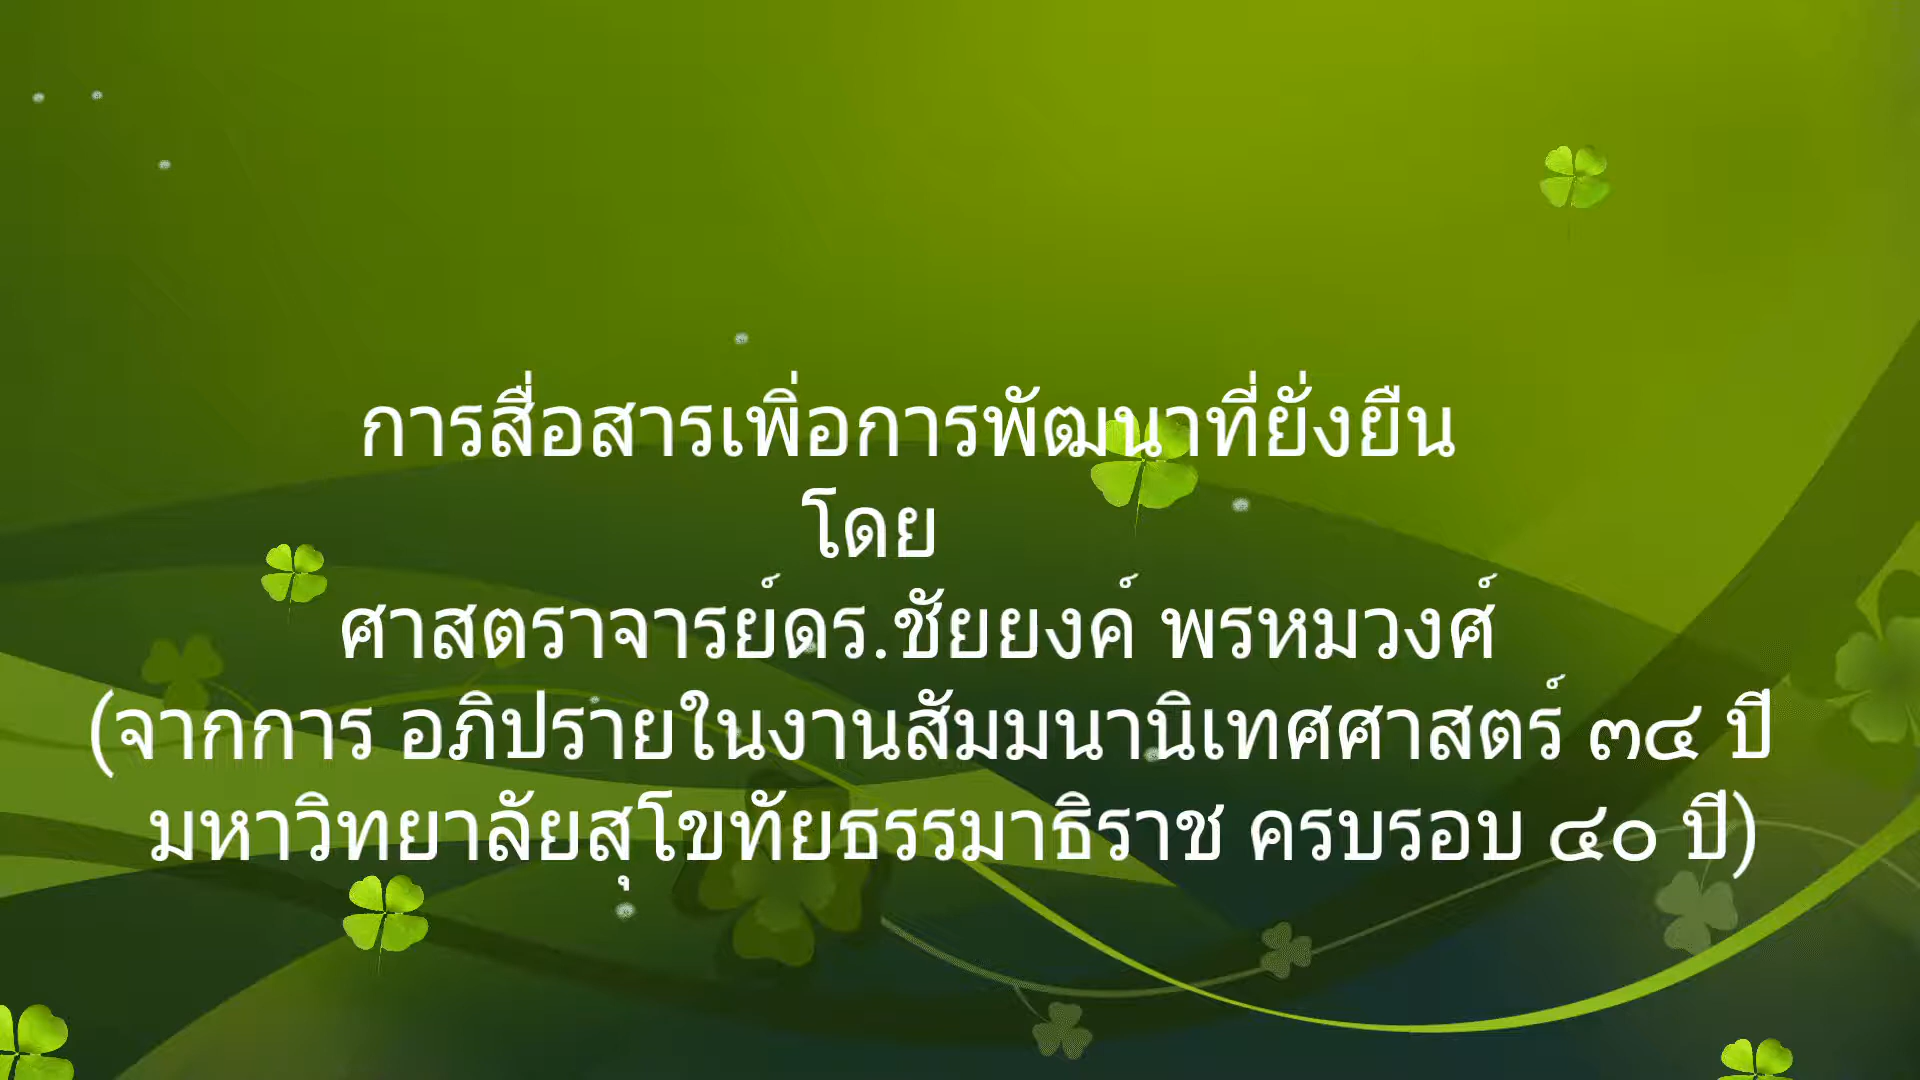 การสื่อสารเพิ่อการพัฒนาที่ยั่งยืน
โดย
ศาสตราจารย์ดร.ชัยยงค์ พรหมวงศ์
(จากการ อภิปรายในงานสัมมนานิเทศศาสตร์ ๓๔ ปี
มหาวิทยาลัยสุโขทัยธรรมาธิราช ครบรอบ ๔๐ ปี)